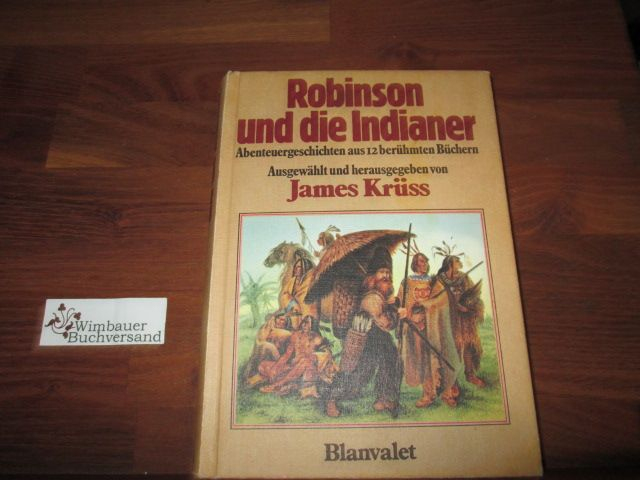 Robinson
und die Indianer
Abenteuergeschichten aus 12 berühmten Büchern
Ausgewählt und herausgegeben von
James Krüss
Wimbauer
Buchversand
Blanvalet